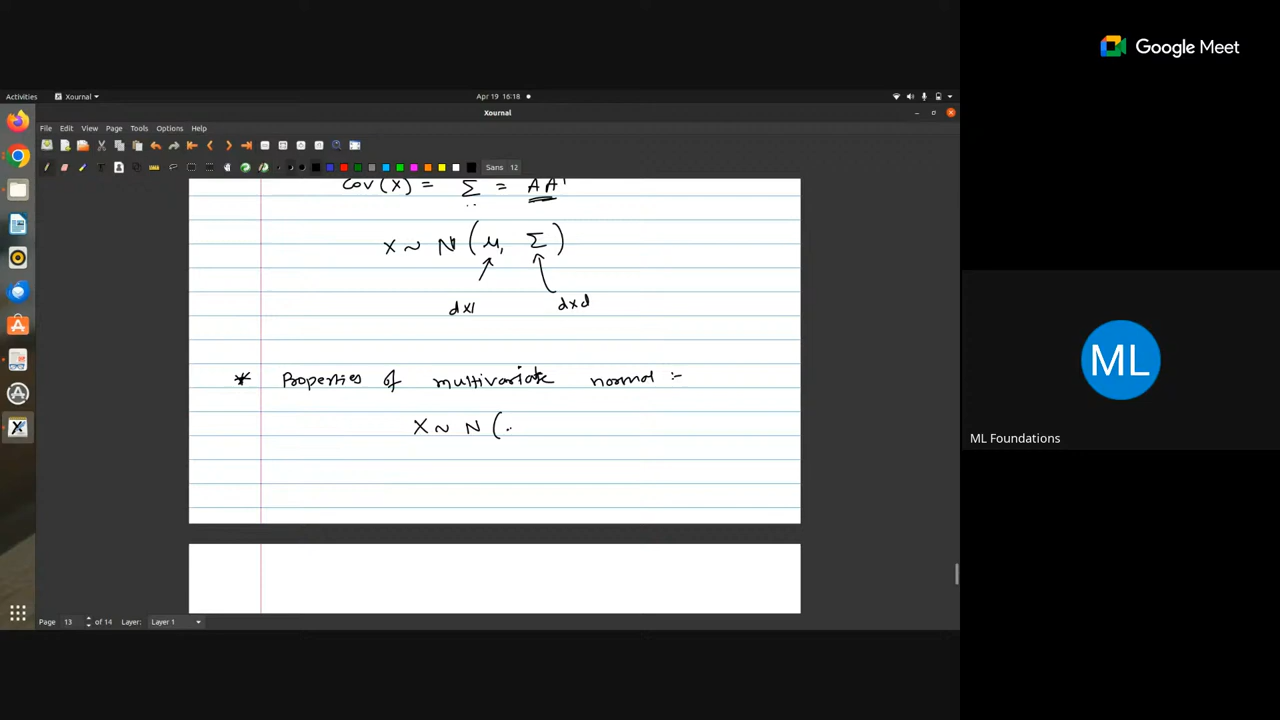 Google Meet
Activities Xournal Apr 19 16:18
Xournal
File Edit View Page Tools Options Help
Sans 12
Cov(X) = Σ = AAᵀ
X ~ N (μ, Σ)
d×1 d×d
* Properties of multivariate normal :-
X ~ N (
ML
ML Foundations
Page 13 of 14 Layer: Layer 1